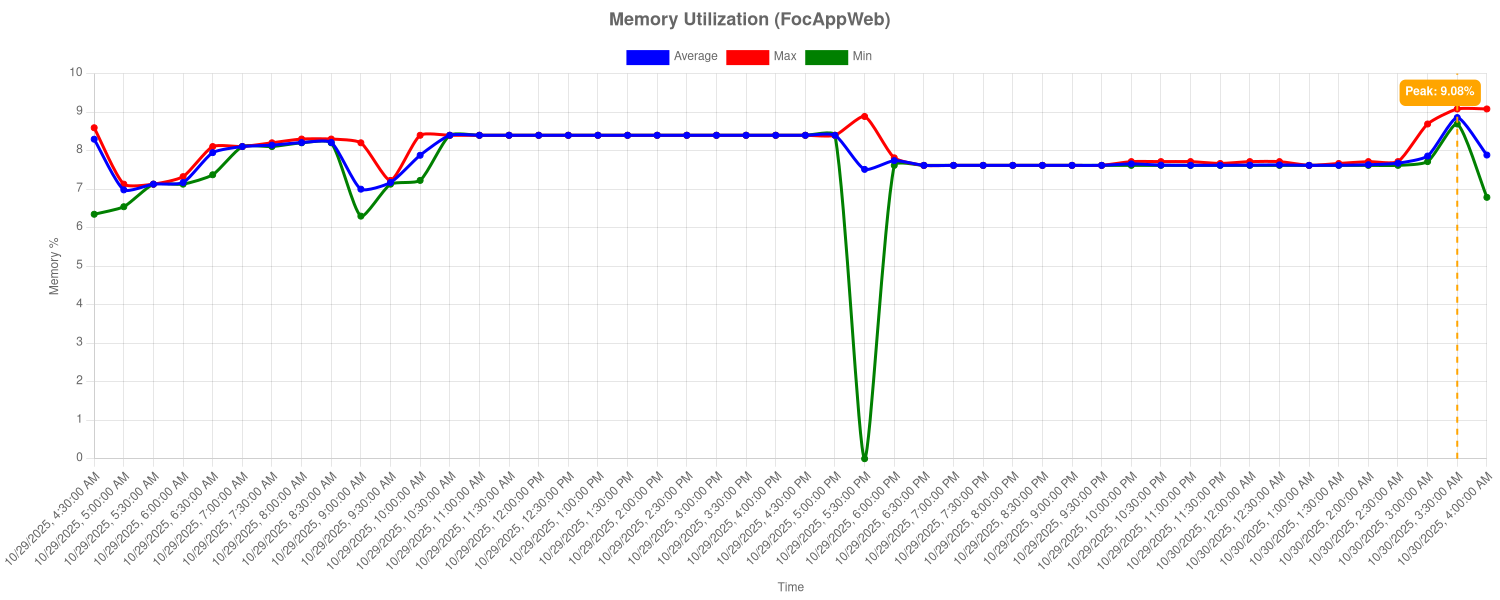 Memory Utilization (FocAppWeb)
Average Max Min
Peak: 9.08%
Memory %
10
9
8
7
6
5
4
3
2
1
0
10/29/2025, 4:30:00 AM
10/29/2025, 5:00:00 AM
10/29/2025, 5:30:00 AM
10/29/2025, 6:00:00 AM
10/29/2025, 6:30:00 AM
10/29/2025, 7:00:00 AM
10/29/2025, 7:30:00 AM
10/29/2025, 8:00:00 AM
10/29/2025, 8:30:00 AM
10/29/2025, 9:00:00 AM
10/29/2025, 9:30:00 AM
10/29/2025, 10:00:00 AM
10/29/2025, 10:30:00 AM
10/29/2025, 11:00:00 AM
10/29/2025, 11:30:00 AM
10/29/2025, 12:00:00 PM
10/29/2025, 12:30:00 PM
10/29/2025, 1:00:00 PM
10/29/2025, 1:30:00 PM
10/29/2025, 2:00:00 PM
10/29/2025, 2:30:00 PM
10/29/2025, 3:00:00 PM
10/29/2025, 3:30:00 PM
10/29/2025, 4:00:00 PM
10/29/2025, 4:30:00 PM
10/29/2025, 5:00:00 PM
10/29/2025, 5:30:00 PM
10/29/2025, 6:00:00 PM
10/29/2025, 6:30:00 PM
10/29/2025, 7:00:00 PM
10/29/2025, 7:30:00 PM
10/29/2025, 8:00:00 PM
10/29/2025, 8:30:00 PM
10/29/2025, 9:00:00 PM
10/29/2025, 9:30:00 PM
10/29/2025, 10:00:00 PM
10/29/2025, 10:30:00 PM
10/29/2025, 11:00:00 PM
10/29/2025, 11:30:00 PM
10/30/2025, 12:00:00 AM
10/30/2025, 12:30:00 AM
10/30/2025, 1:00:00 AM
10/30/2025, 1:30:00 AM
10/30/2025, 2:00:00 AM
10/30/2025, 2:30:00 AM
10/30/2025, 3:00:00 AM
10/30/2025, 3:30:00 AM
10/30/2025, 4:00:00 AM
Time